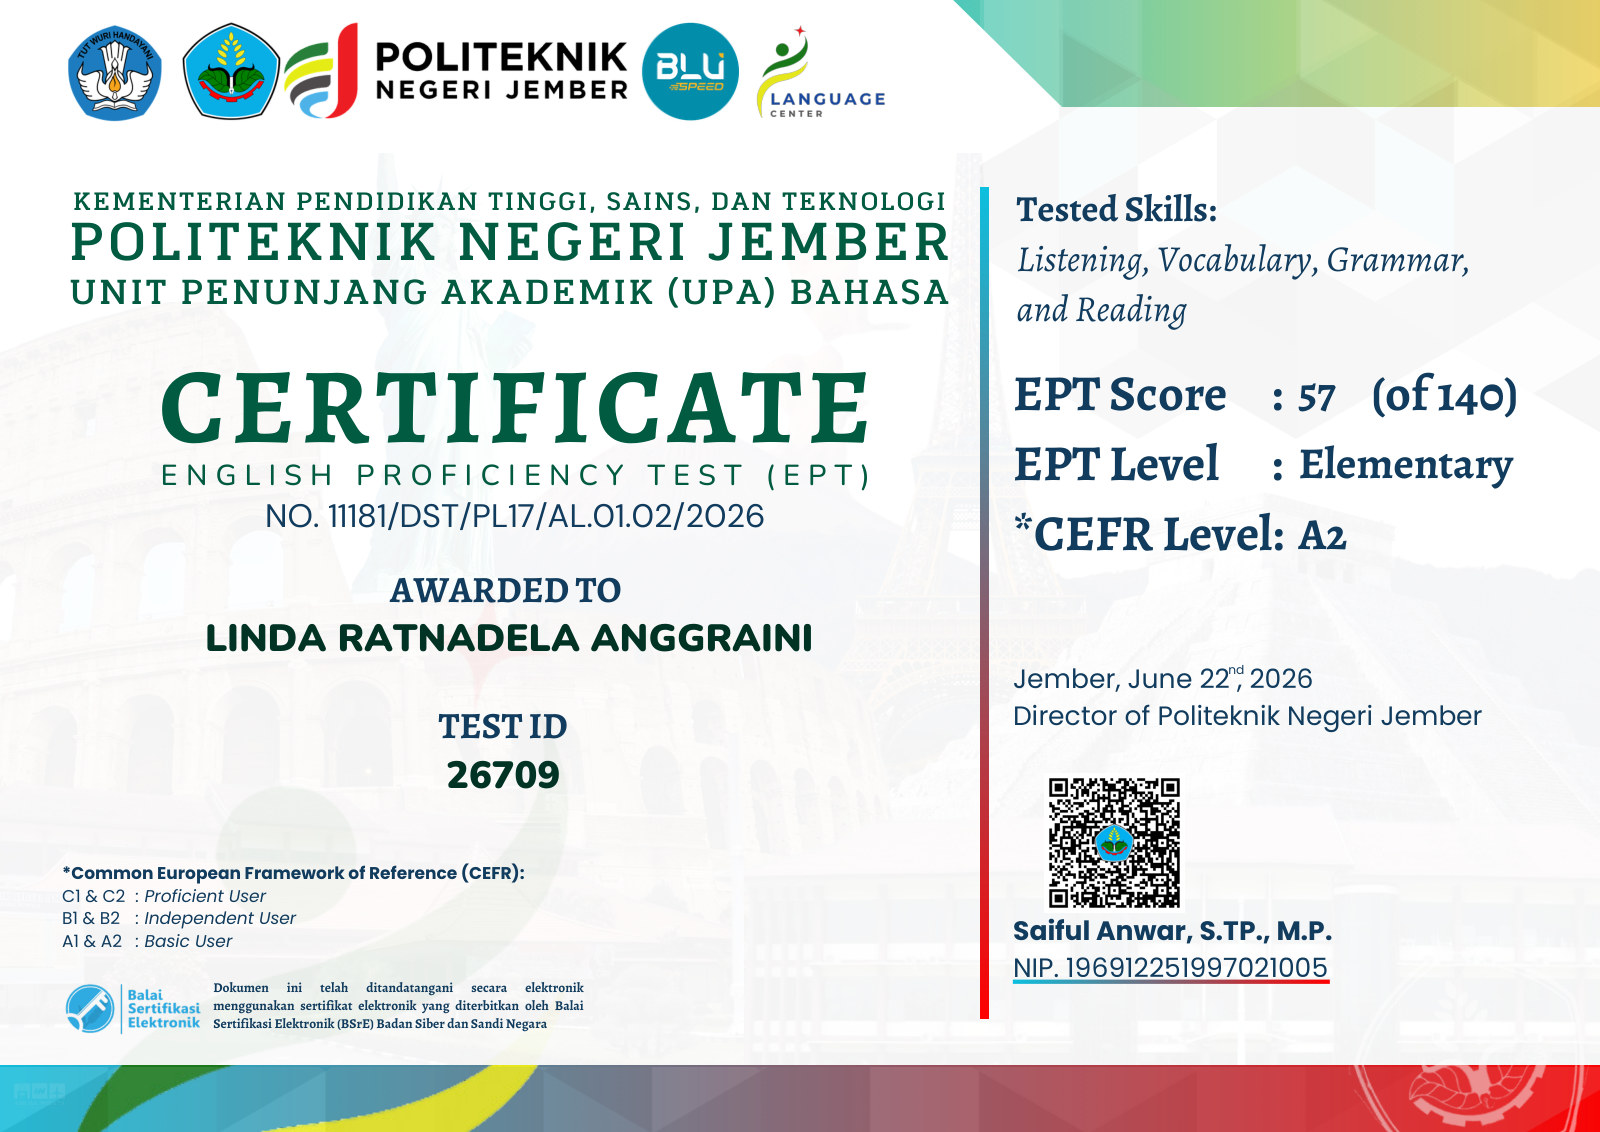 TUT WURI HANDAYANI
POLITEKNIK
NEGERI JEMBER
BLU
SPEED
LANGUAGE
CENTER
KEMENTERIAN PENDIDIKAN TINGGI, SAINS, DAN TEKNOLOGI
POLITEKNIK NEGERI JEMBER
UNIT PENUNJANG AKADEMIK (UPA) BAHASA
CERTIFICATE
ENGLISH PROFICIENCY TEST (EPT)
NO. 11181/DST/PL17/AL.01.02/2026
AWARDED TO
LINDA RATNADELA ANGGRAINI
TEST ID
26709
*Common European Framework of Reference (CEFR):
C1 & C2 : Proficient User
B1 & B2 : Independent User
A1 & A2 : Basic User
Balai
Sertifikasi
Elektronik
Dokumen ini telah ditandatangani secara elektronik
menggunakan sertifikat elektronik yang diterbitkan oleh Balai
Sertifikasi Elektronik (BSrE) Badan Siber dan Sandi Negara
Tested Skills:
Listening, Vocabulary, Grammar,
and Reading
EPT Score : 57 (of 140)
EPT Level : Elementary
*CEFR Level: A2
Jember, June 22nd, 2026
Director of Politeknik Negeri Jember
Saiful Anwar, S.TP., M.P.
NIP. 196912251997021005